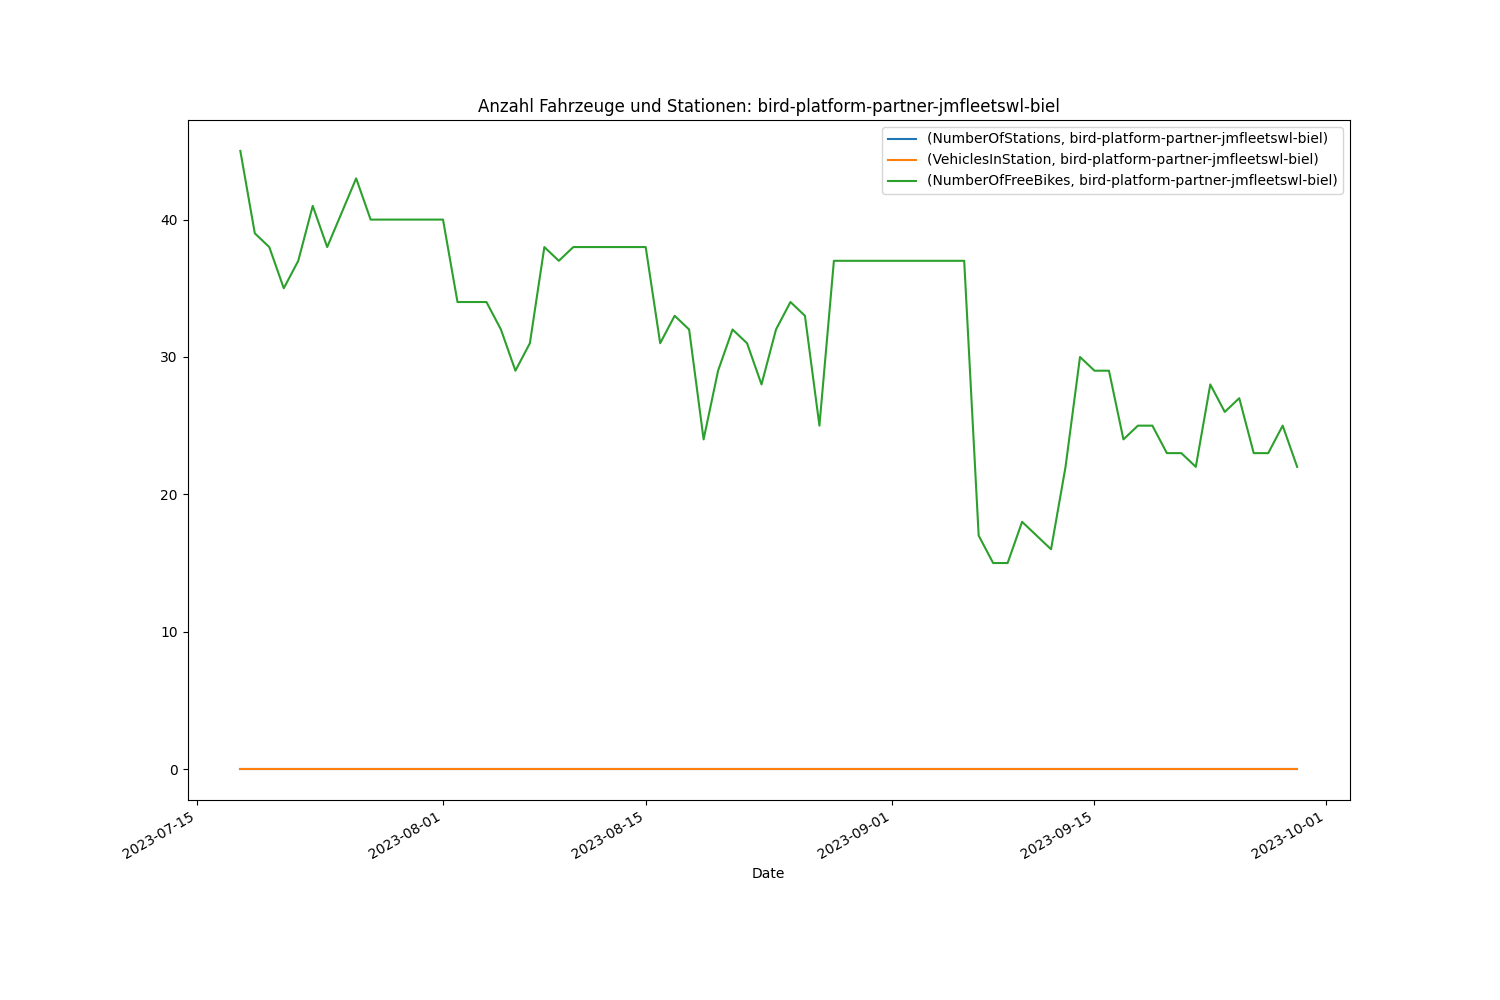 Anzahl Fahrzeuge und Stationen: bird-platform-partner-jmfleetswl-biel
(NumberOfStations, bird-platform-partner-jmfleetswl-biel)
(VehiclesInStation, bird-platform-partner-jmfleetswl-biel)
(NumberOfFreeBikes, bird-platform-partner-jmfleetswl-biel)
40
30
20
10
0
2023-07-15
2023-08-01
2023-08-15
2023-09-01
2023-09-15
2023-10-01
Date